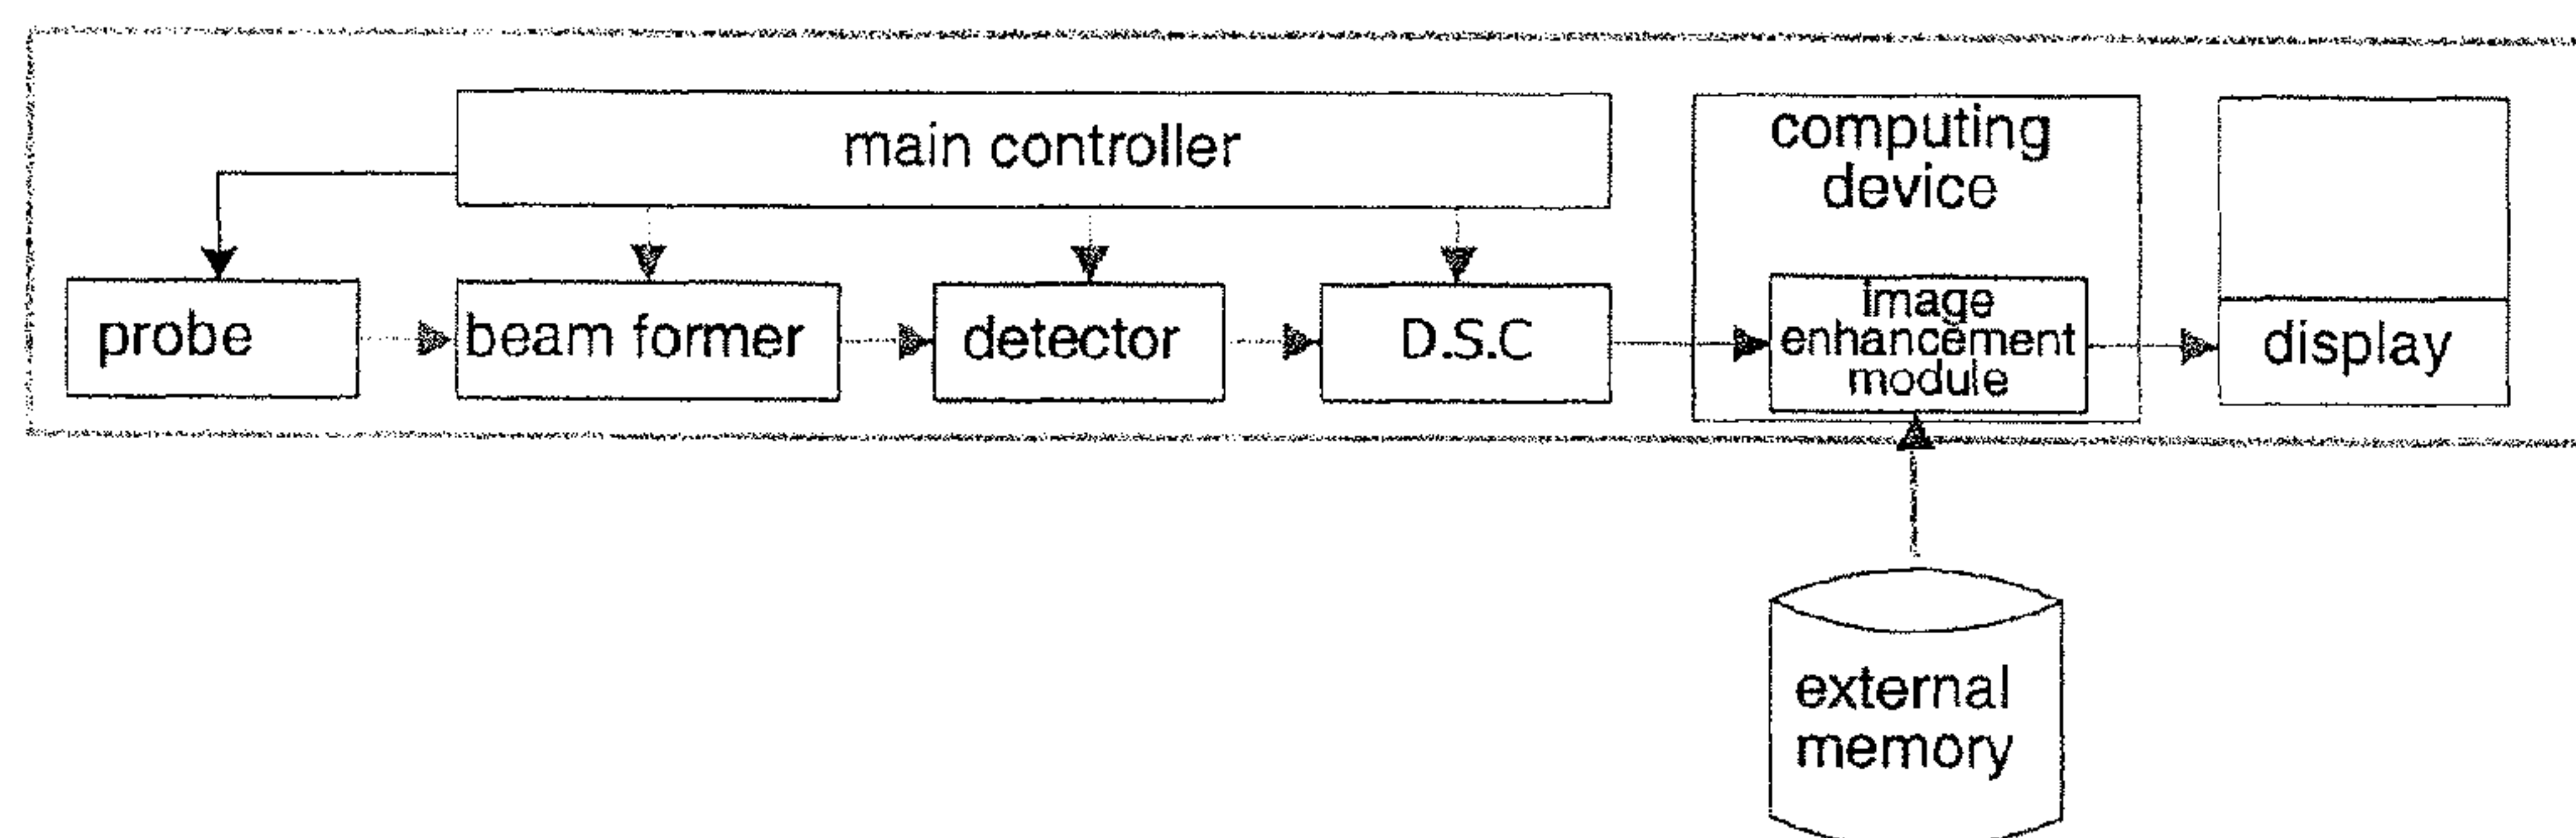 main controller
computing
device
probe
beam former
detector
D.S.C
image
enhancement
module
display
external
memory